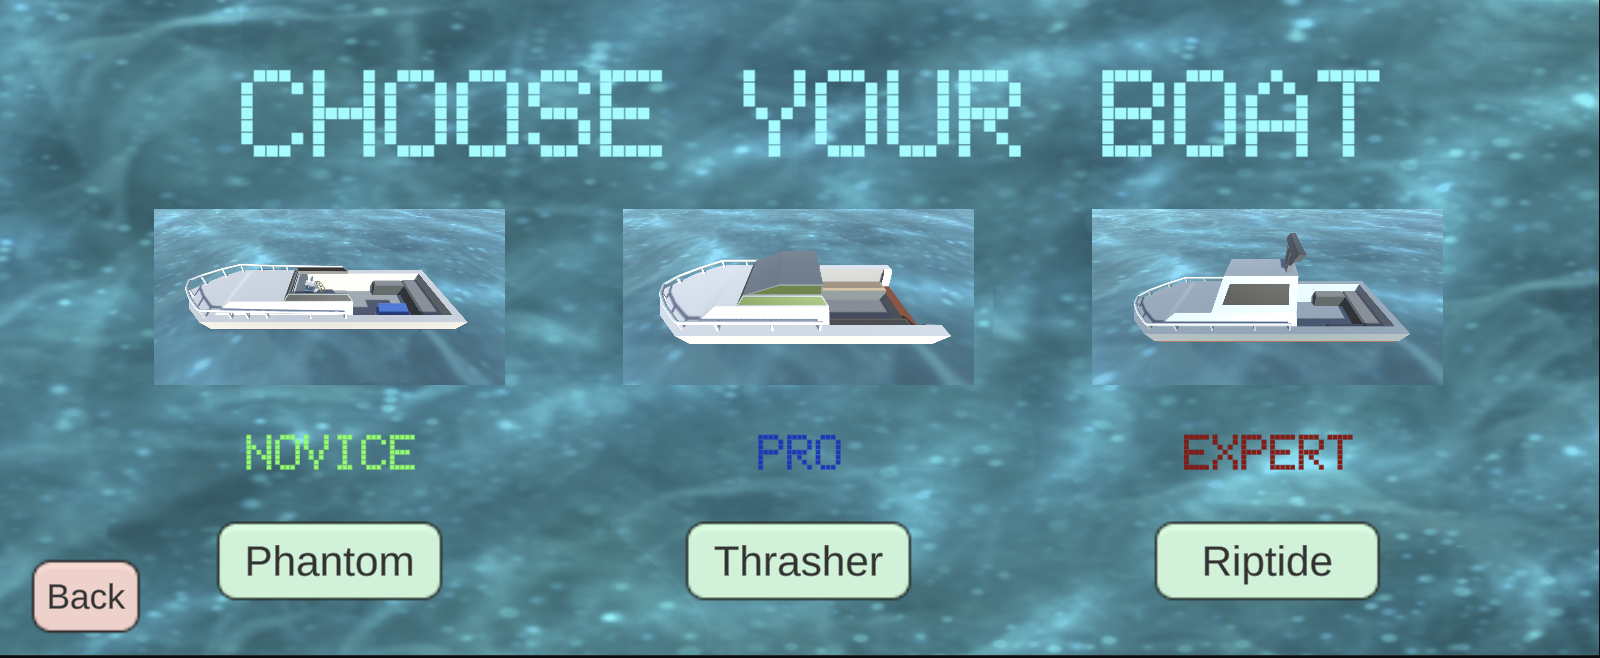 CHOOSE YOUR BOAT
NOVICE
PRO
EXPERT
Phantom
Thrasher
Riptide
Back